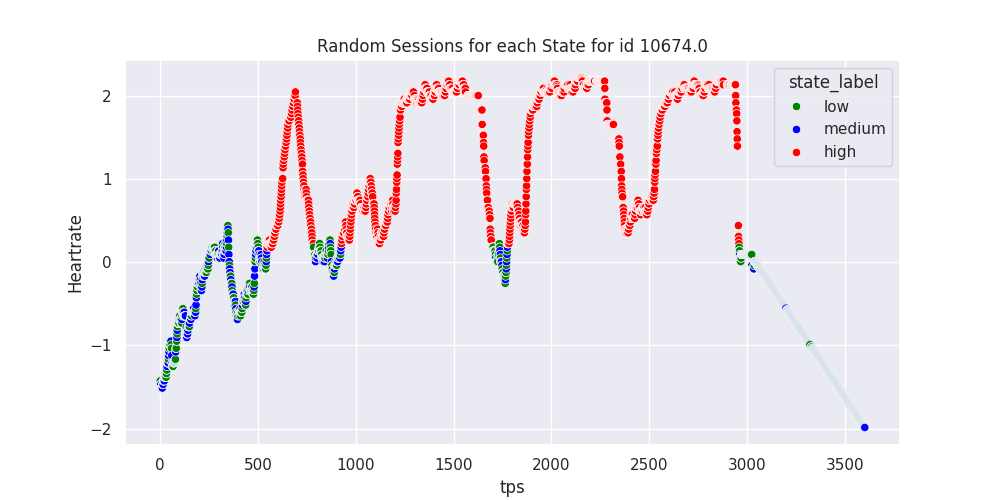 Random Sessions for each State for id 10674.0
state_label
low
medium
high
Heartrate
2
1
0
−1
−2
0 500 1000 1500 2000 2500 3000 3500
tps